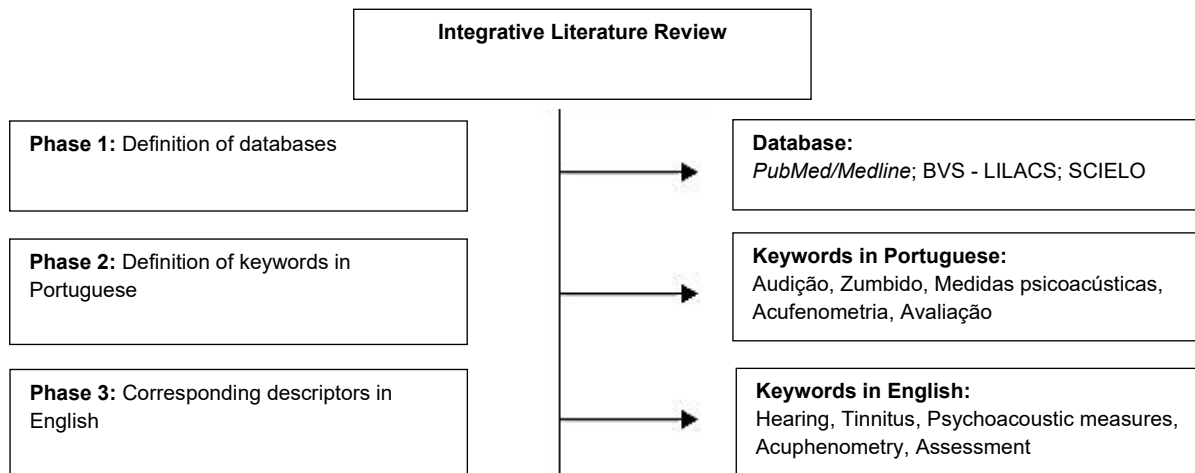 Integrative Literature Review
Phase 1: Definition of databases
Database:
PubMed/Medline; BVS - LILACS; SCIELO
Phase 2: Definition of keywords in
Portuguese
Keywords in Portuguese:
Audição, Zumbido, Medidas psicoacústicas,
Acufenometria, Avaliação
Phase 3: Corresponding descriptors in
English
Keywords in English:
Hearing, Tinnitus, Psychoacoustic measures,
Acuphenometry, Assessment